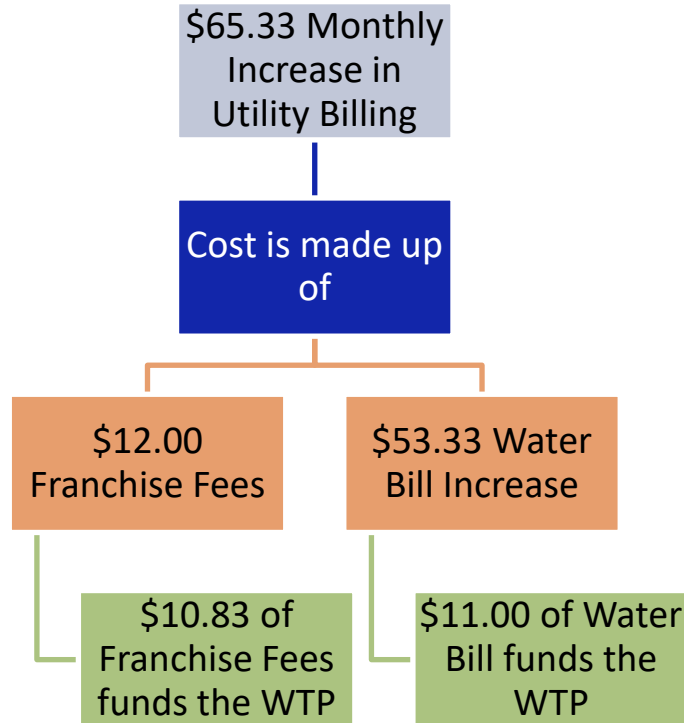 $65.33 Monthly
Increase in
Utility Billing
Cost is made up
of
$12.00
Franchise Fees
$53.33 Water
Bill Increase
$10.83 of
Franchise Fees
funds the WTP
$11.00 of Water
Bill funds the
WTP